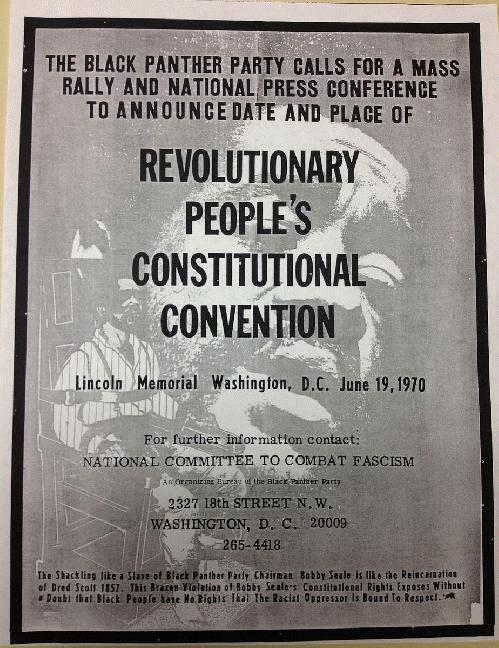 THE BLACK PANTHER PARTY CALLS FOR A MASS
RALLY AND NATIONAL PRESS CONFERENCE
TO ANNOUNCE DATE AND PLACE OF
REVOLUTIONARY
PEOPLE'S
CONSTITUTIONAL
CONVENTION
Lincoln Memorial Washington, D.C. June 19, 1970
For further information contact:
NATIONAL COMMITTEE TO COMBAT FASCISM
An Organizing Bureau of the Black Panther Party
2327 18th STREET N.W.
WASHINGTON, D. C. 20009
265-4418
The Shackling like a Slave of Black Panther Party Chairman Bobby Seale is like the Reincarnation
of Dred Scott 1857. This Brazen Violation of Bobby Seale's Constitutional Rights Exposes Without
a Doubt that Black People have No Rights That The Racist Oppressor Is Bound To Respect.